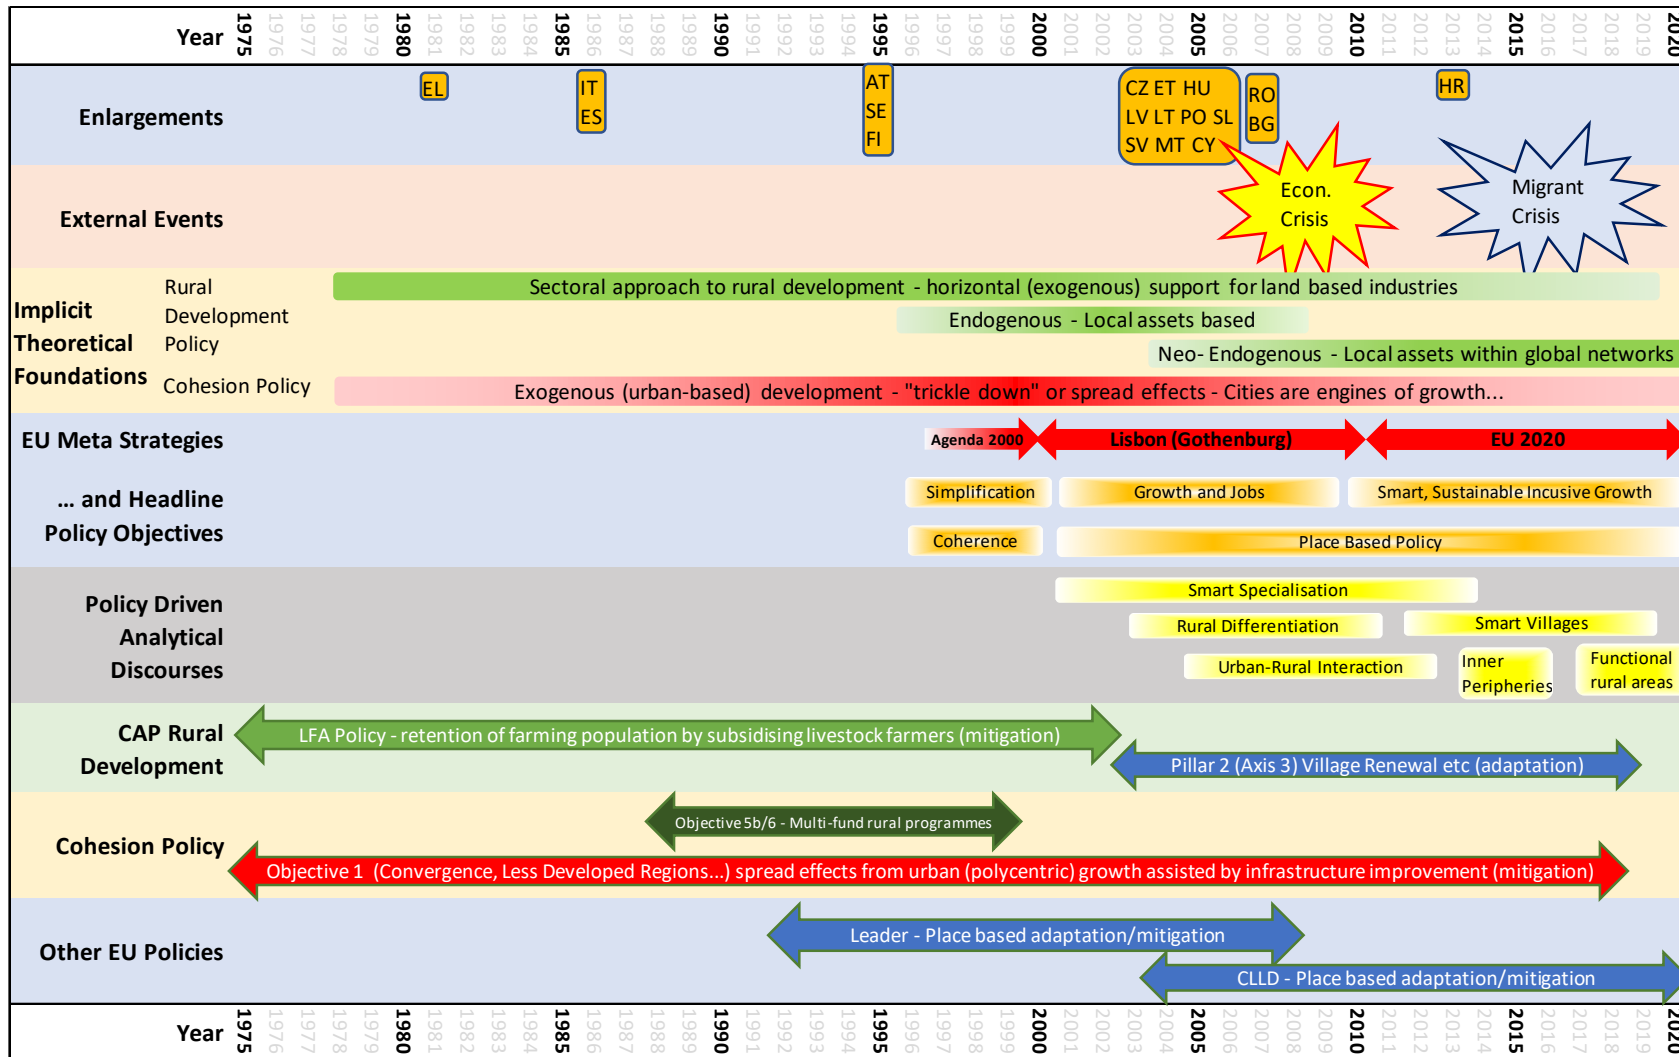 Year 1975 1976 1977 1978 1979 1980 1981 1982 1983 1984 1985 1986 1987 1988 1989 1990 1991 1992 1993 1994 1995 1996 1997 1998 1999 2000 2001 2002 2003 2004 2005 2006 2007 2008 2009 2010 2011 2012 2013 2014 2015 2016 2017 2018 2019 2020
Enlargements
EL
IT
ES
AT
SE
FI
CZ ET HU
LV LT PO SL
SV MT CY
RO
BG
HR
External Events
Econ.
Crisis
Migrant
Crisis
Implicit
Theoretical
Foundations
Rural
Development
Policy
Cohesion Policy
Sectoral approach to rural development - horizontal (exogenous) support for land based industries
Endogenous - Local assets based
Neo- Endogenous - Local assets within global networks
Exogenous (urban-based) development - "trickle down" or spread effects - Cities are engines of growth...
EU Meta Strategies
Agenda 2000
Lisbon (Gothenburg)
EU 2020
... and Headline
Policy Objectives
Simplification
Growth and Jobs
Smart, Sustainable Incusive Growth
Coherence
Place Based Policy
Policy Driven
Analytical
Discourses
Smart Specialisation
Rural Differentiation
Smart Villages
Urban-Rural Interaction
Inner
Peripheries
Functional
rural areas
CAP Rural
Development
LFA Policy - retention of farming population by subsidising livestock farmers (mitigation)
Pillar 2 (Axis 3) Village Renewal etc (adaptation)
Cohesion Policy
Objective 5b/6 - Multi-fund rural programmes
Objective 1 (Convergence, Less Developed Regions...) spread effects from urban (polycentric) growth assisted by infrastructure improvement (mitigation)
Other EU Policies
Leader - Place based adaptation/mitigation
CLLD - Place based adaptation/mitigation
Year 1975 1976 1977 1978 1979 1980 1981 1982 1983 1984 1985 1986 1987 1988 1989 1990 1991 1992 1993 1994 1995 1996 1997 1998 1999 2000 2001 2002 2003 2004 2005 2006 2007 2008 2009 2010 2011 2012 2013 2014 2015 2016 2017 2018 2019 2020